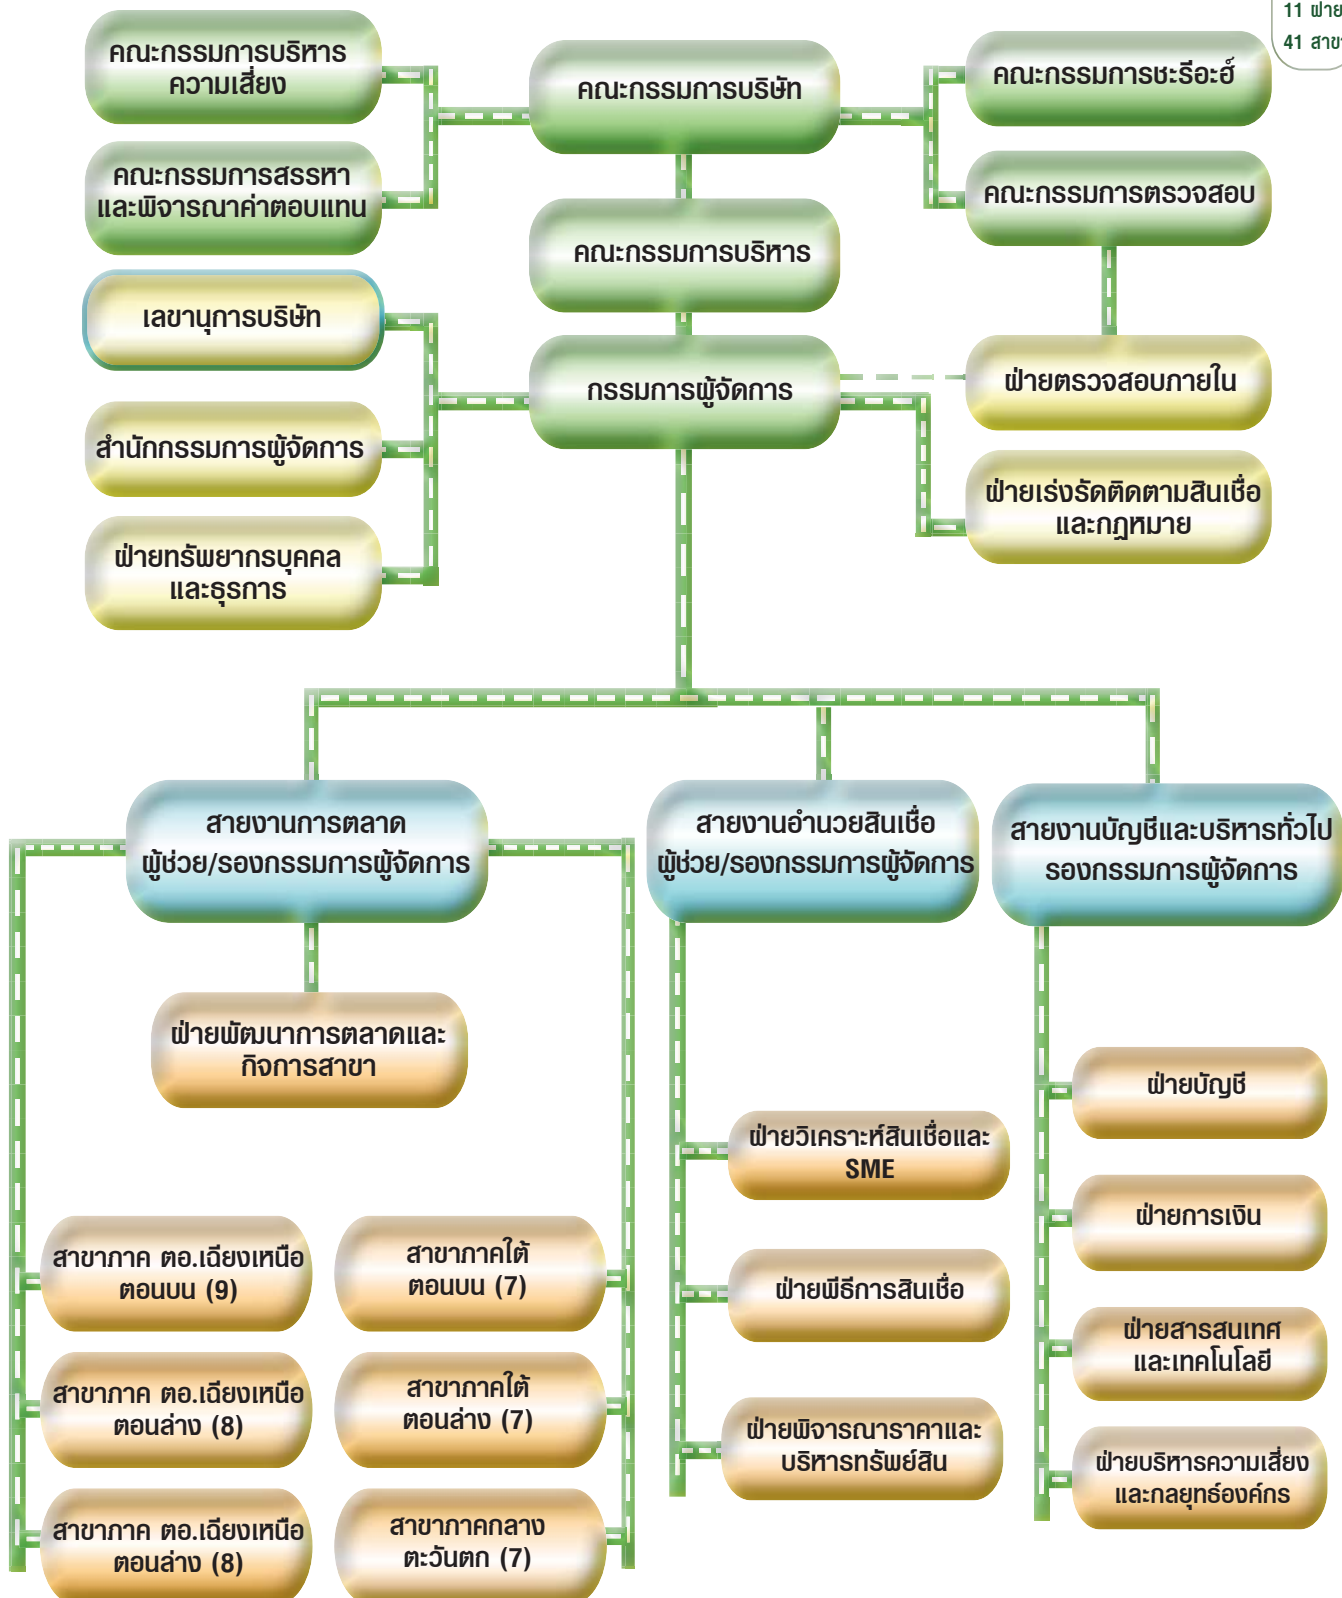 11 ฝ่าย
คณะกรรมการบริหาร
ความเสี่ยง
คณะกรรมการบริษัท
คณะกรรมการชะรีอะฮ์
คณะกรรมการสรรหา
และพิจารณาค่าตอบแทน
คณะกรรมการตรวจสอบ
คณะกรรมการบริหาร
เลขานุการบริษัท
กรรมการผู้จัดการ
ฝ่ายตรวจสอบภายใน
สำนักกรรมการผู้จัดการ
ฝ่ายเร่งรัดติดตามสินเชื่อ
และกฎหมาย
ฝ่ายทรัพยากรบุคคล
และธุรการ
สายงานการตลาด
ผู้ช่วย/รองกรรมการผู้จัดการ
สายงานอำนวยสินเชื่อ
ผู้ช่วย/รองกรรมการผู้จัดการ
สายงานบัญชีและบริหารทั่วไป
รองกรรมการผู้จัดการ
ฝ่ายพัฒนาการตลาดและ
กิจการสาขา
สาขาภาค ตอ.เฉียงเหนือ
ตอนบน (9)
สาขาภาค ตอ.เฉียงเหนือ
ตอนล่าง (8)
สาขาภาค ตอ.เฉียงเหนือ
ตอนล่าง (8)
สาขาภาคใต้
ตอนบน (7)
สาขาภาคใต้
ตอนล่าง (7)
สาขาภาคกลาง
ตะวันตก (7)
ฝ่ายวิเคราะห์สินเชื่อและ
SME
ฝ่ายพิธีการสินเชื่อ
ฝ่ายพิจารณาราคาและ
บริหารทรัพย์สิน
ฝ่ายบัญชี
ฝ่ายการเงิน
ฝ่ายสารสนเทศ
และเทคโนโลยี
ฝ่ายบริหารความเสี่ยง
และกลยุทธ์องค์กร